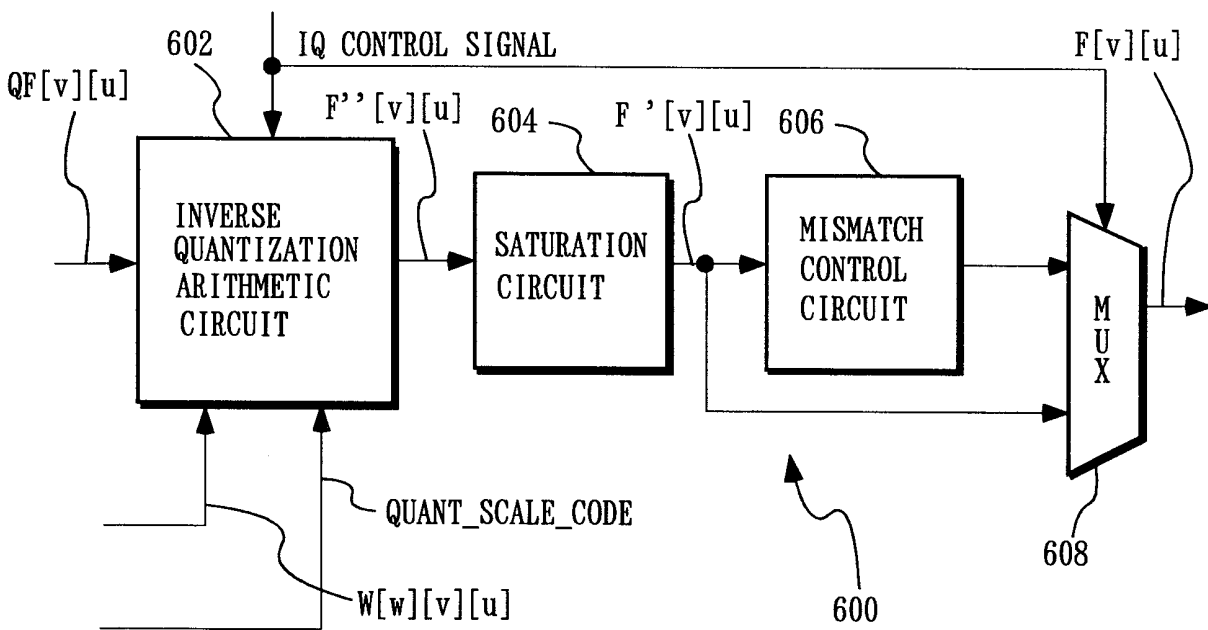 602
IQ CONTROL SIGNAL
F[v][u]
QF[v][u]
F''[v][u]
604
F '[v][u]
606
INVERSE
QUANTIZATION
ARITHMETIC
CIRCUIT
SATURATION
CIRCUIT
MISMATCH
CONTROL
CIRCUIT
M
U
X
QUANT_SCALE_CODE
608
W[w][v][u]
600